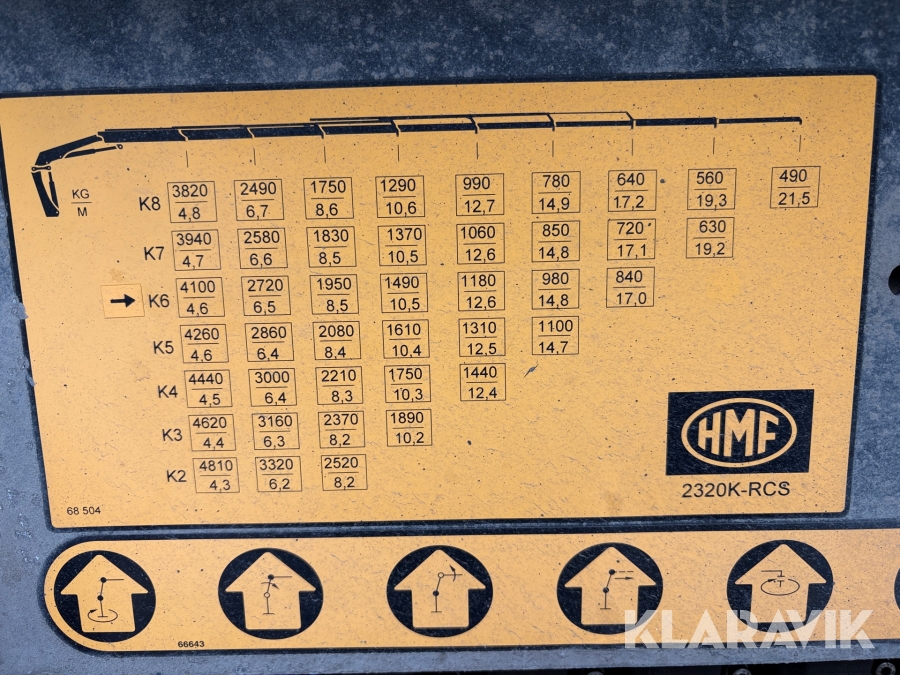 KG
M
K8 3820 2490 1750 1290 990 780 640 560 490
4,8 6,7 8,6 10,6 12,7 14,9 17,2 19,3 21,5
K7 3940 2580 1830 1370 1060 850 720 630
4,7 6,6 8,5 10,5 12,6 14,8 17,1 19,2
K6 4100 2720 1950 1490 1180 980 840
4,6 6,5 8,5 10,5 12,6 14,8 17,0
K5 4260 2860 2080 1610 1310 1100
4,6 6,4 8,4 10,4 12,5 14,7
K4 4440 3000 2210 1750 1440
4,5 6,4 8,3 10,3 12,4
K3 4620 3160 2370 1890
4,4 6,3 8,2 10,2
K2 4810 3320 2520
4,3 6,2 8,2
HMF
2320K-RCS
68 504
66643
KLARAVIK